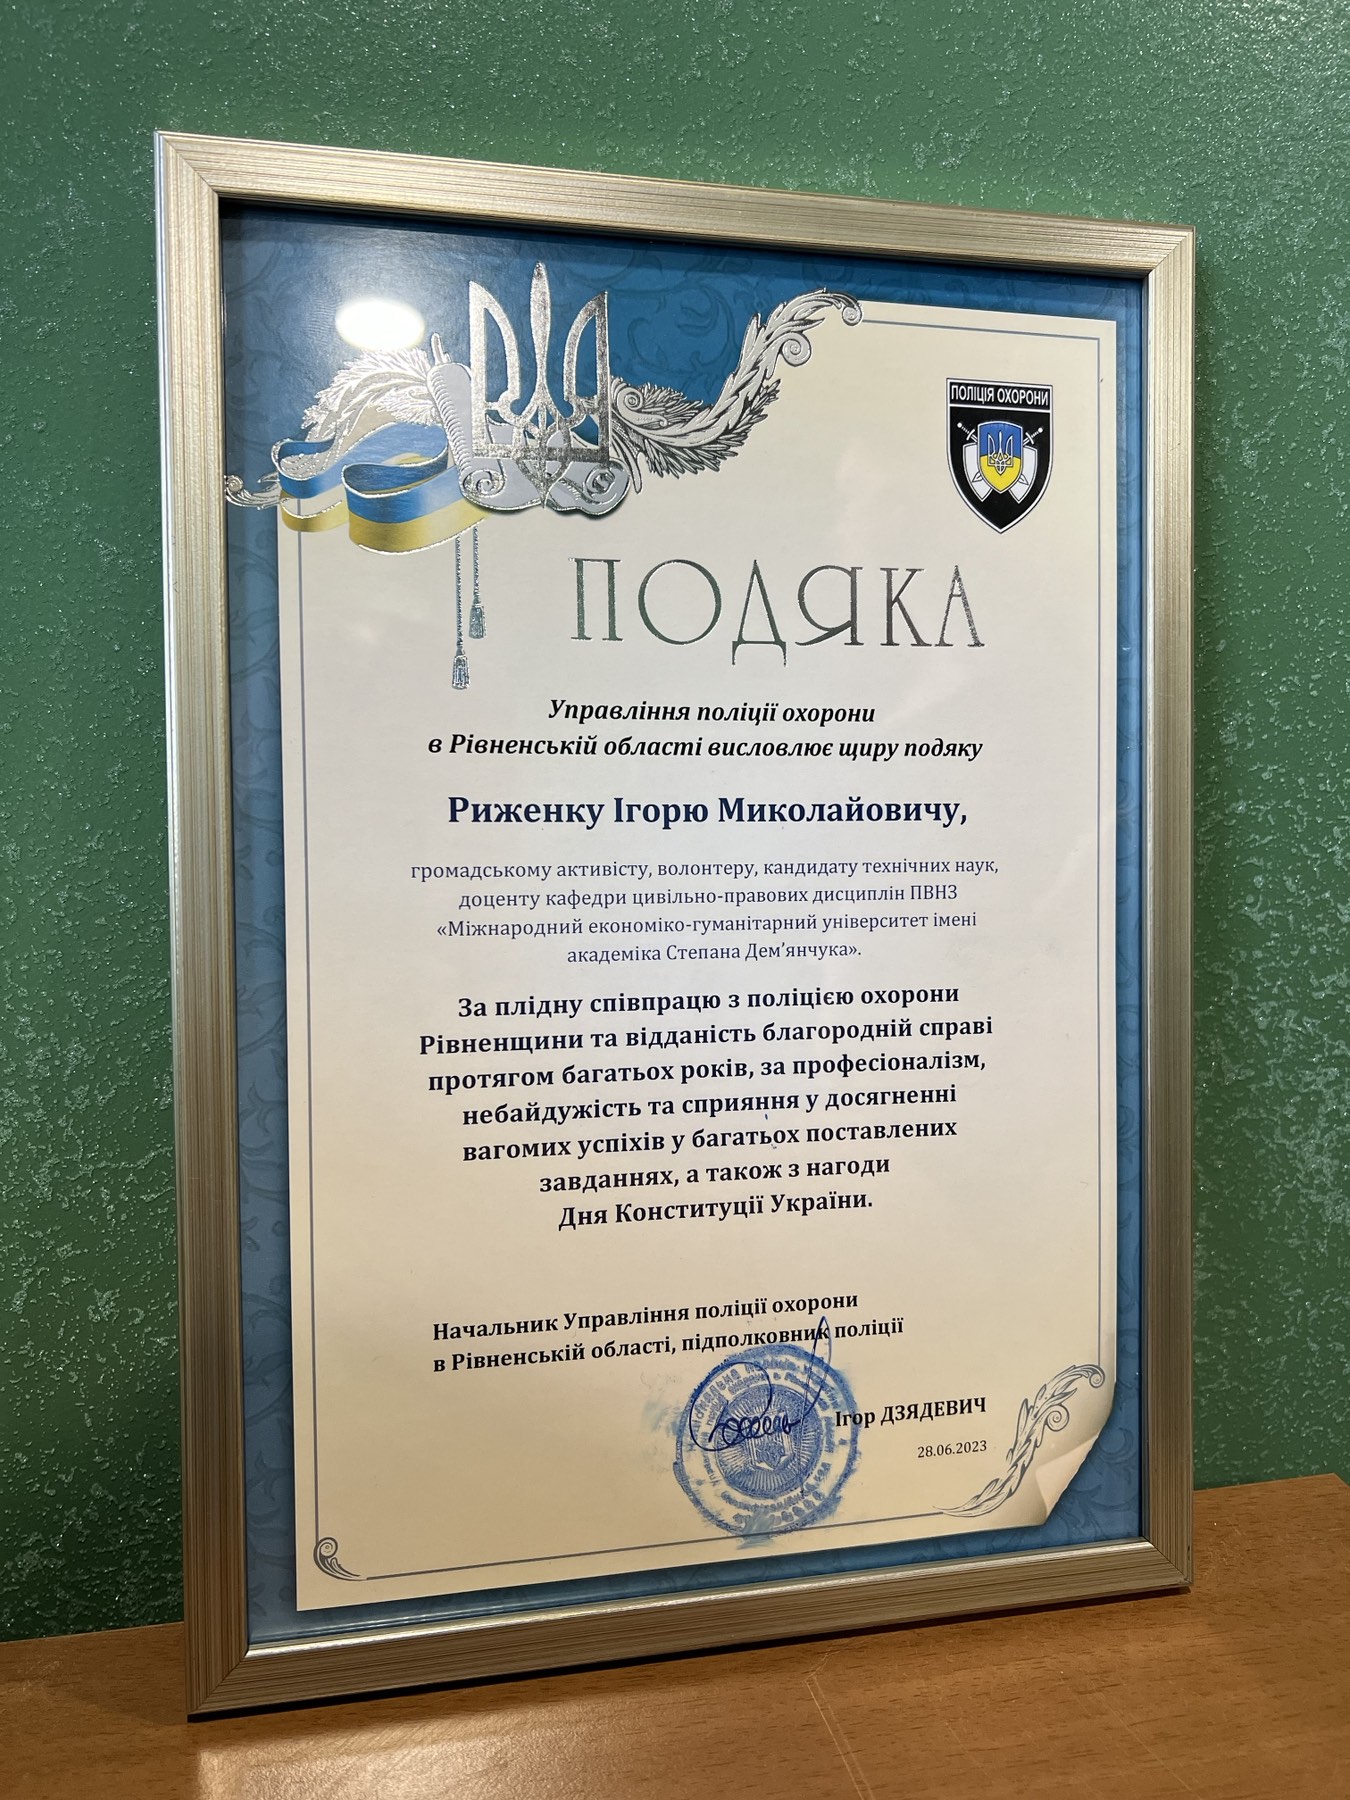 ПОЛІЦІЯ ОХОРОНИ
ПОДЯКА
Управління поліції охорони
в Рівненській області висловлює щиру подяку
Риженку Ігорю Миколайовичу,
громадському активісту, волонтеру, кандидату технічних наук,
доценту кафедри цивільно-правових дисциплін ПВНЗ
«Міжнародний економіко-гуманітарний університет імені
академіка Степана Дем’янчука».
За плідну співпрацю з поліцією охорони
Рівненщини та відданість благородній справі
протягом багатьох років, за професіоналізм,
небайдужість та сприяння у досягненні
вагомих успіхів у багатьох поставлених
завданнях, а також з нагоди
Дня Конституції України.
Начальник Управління поліції охорони
в Рівненській області, підполковник поліції
Ігор ДЗЯДЕВИЧ
28.06.2023